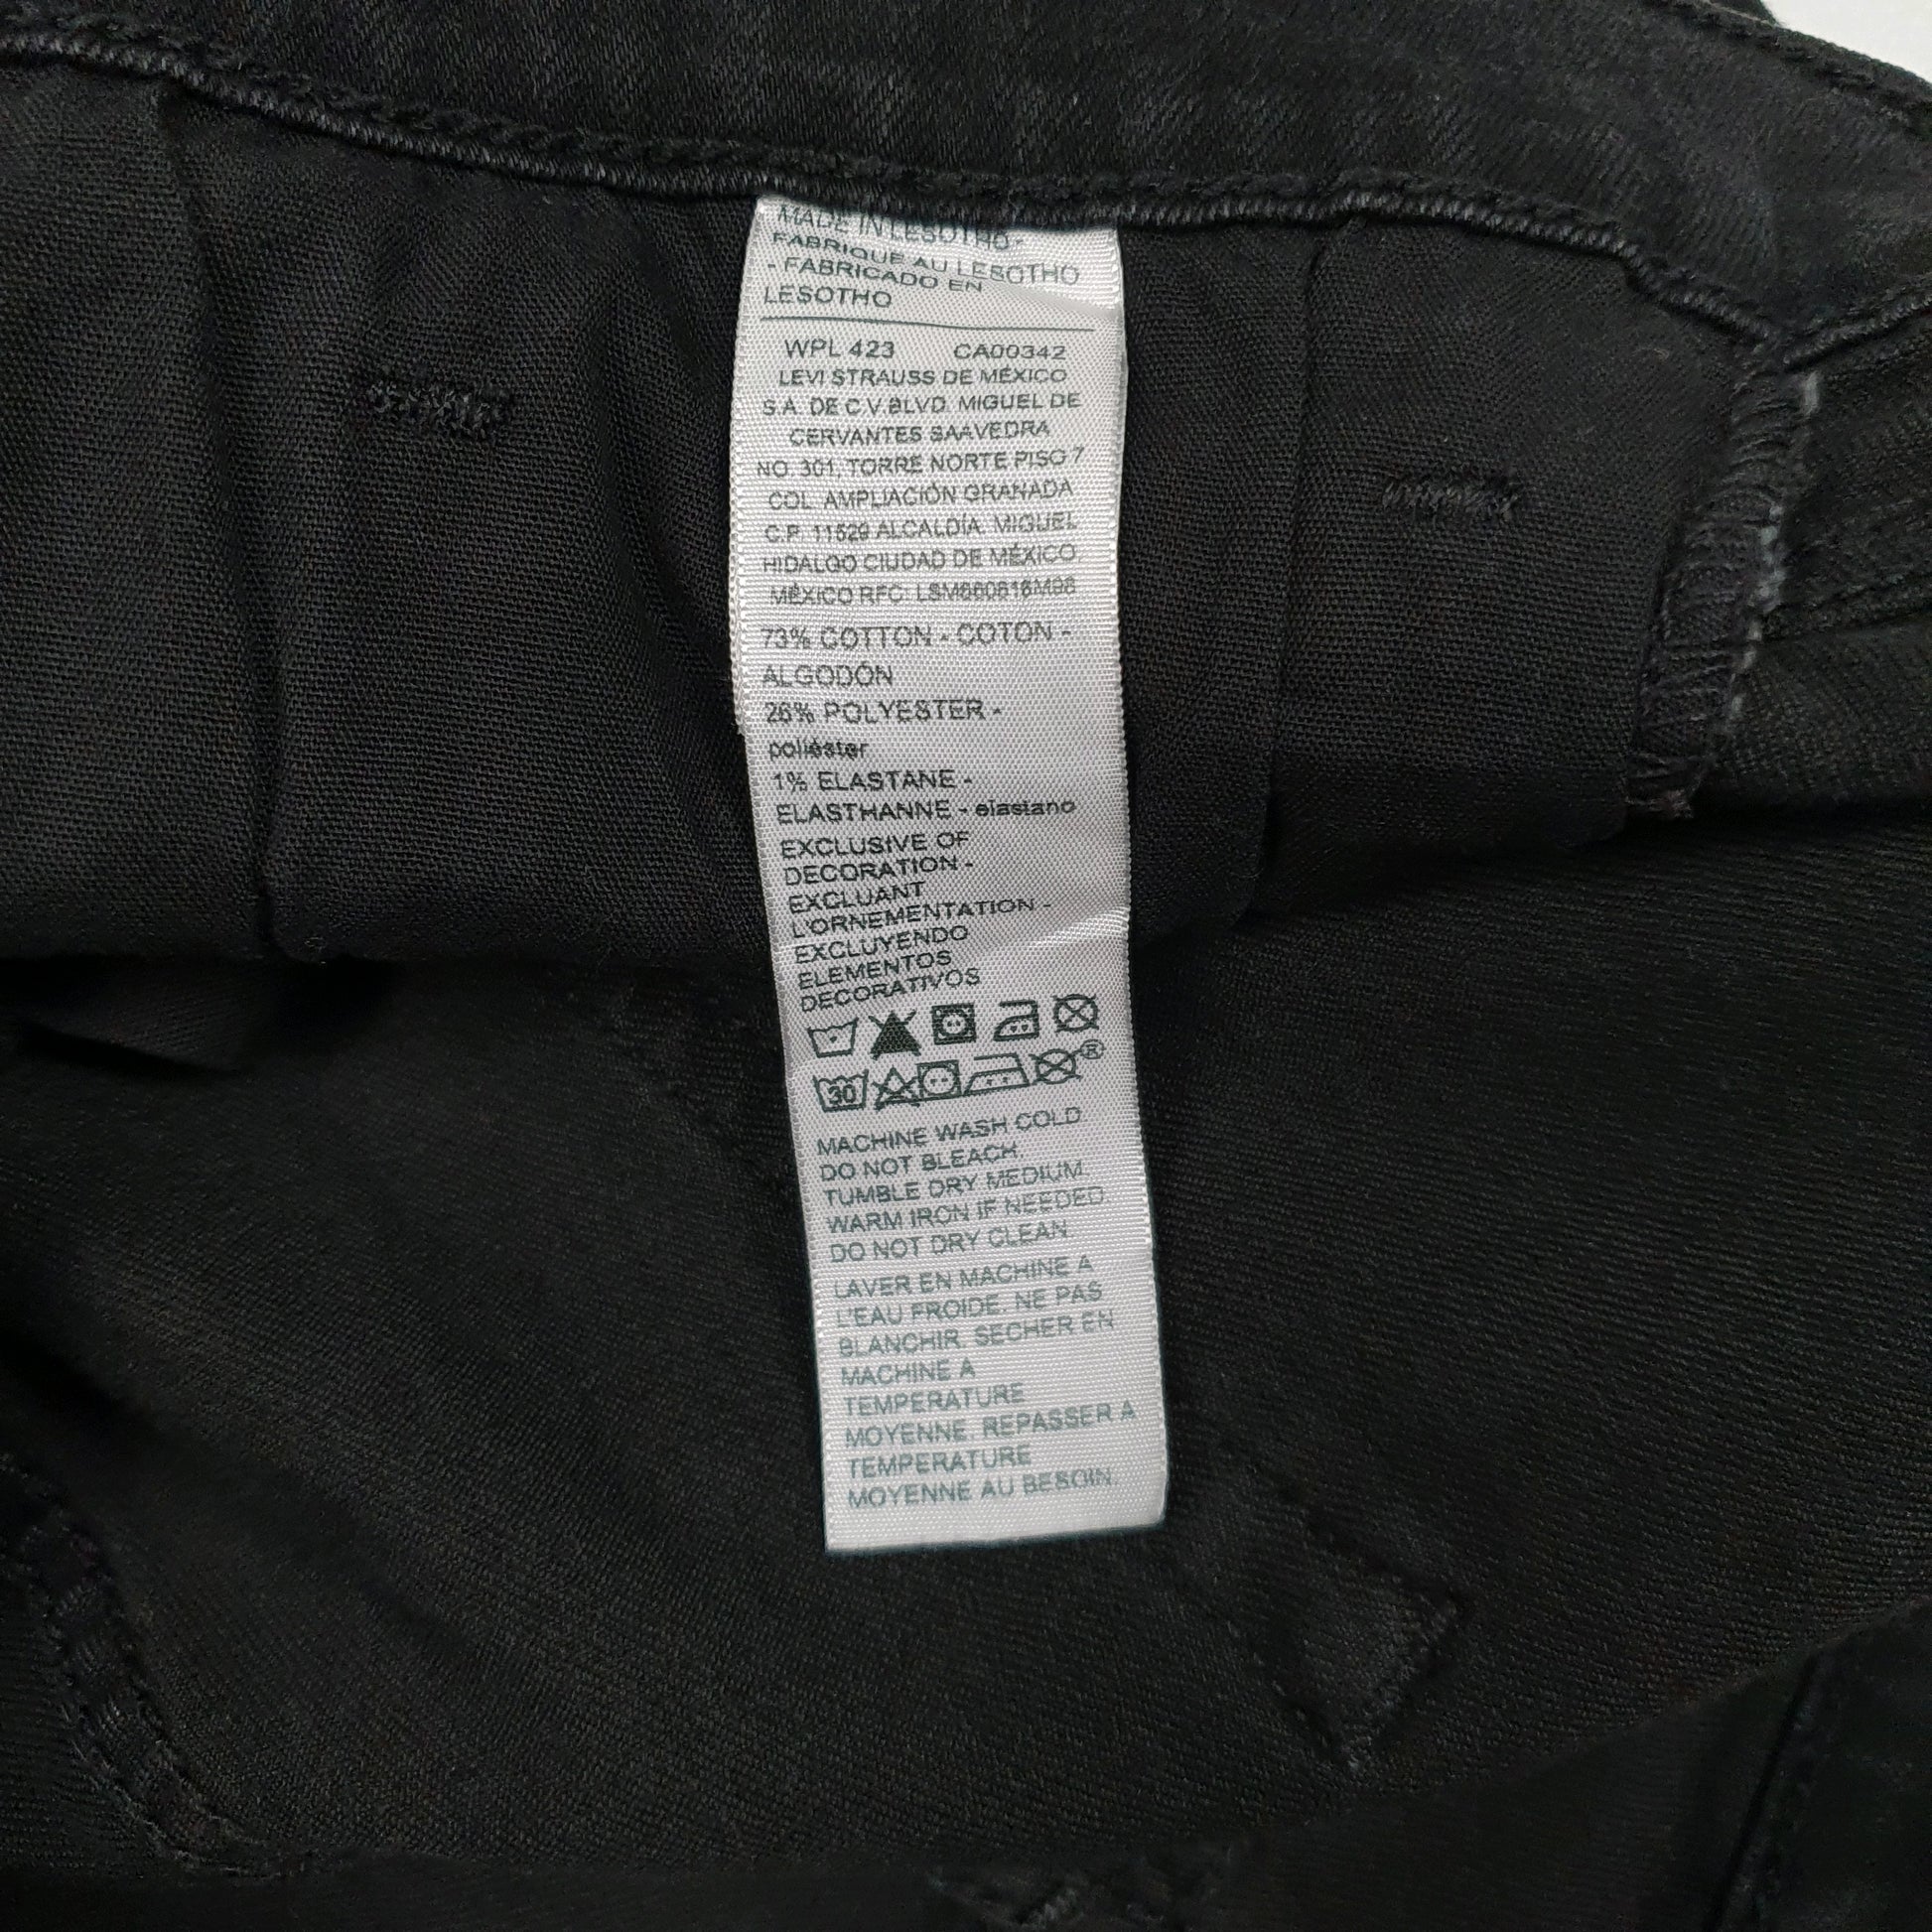 MADE IN LESOTHO -
FABRIQUE AU LESOTHO
- FABRICADO EN
LESOTHO
WPL 423 CA00342
LEVI STRAUSS DE MÉXICO
S.A. DE C.V. BLVD. MIGUEL DE
CERVANTES SAAVEDRA
NO. 301, TORRE NORTE PISO 7
COL. AMPLIACIÓN GRANADA
C.P. 11529 ALCALDÍA. MIGUEL
HIDALGO CIUDAD DE MÉXICO,
MÉXICO RFC:
73% COTTON - COTON -
ALGODÓN
26% POLYESTER -
poliéster
1% ELASTANE -
ELASTHANNE - elastano
EXCLUSIVE OF
DECORATION -
EXCLUANT
L'ORNEMENTATION -
EXCLUYENDO
ELEMENTOS
DECORATIVOS
30 ®
MACHINE WASH COLD.
DO NOT BLEACH.
TUMBLE DRY MEDIUM.
WARM IRON IF NEEDED.
DO NOT DRY CLEAN.
LAVER EN MACHINE A
L'EAU FROIDE. NE PAS
BLANCHIR. SECHER EN
MACHINE A
TEMPERATURE
MOYENNE. REPASSER A
TEMPERATURE
MOYENNE AU BESOIN.